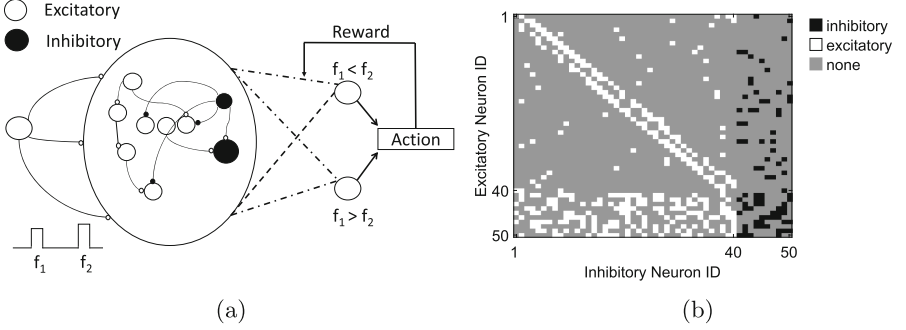 Excitatory
Inhibitory
Reward
f1 < f2
Action
f1 > f2
f1 f2
(a)
1
40
50
Excitatory Neuron ID
1 40 50
Inhibitory Neuron ID
inhibitory
excitatory
none
(b)